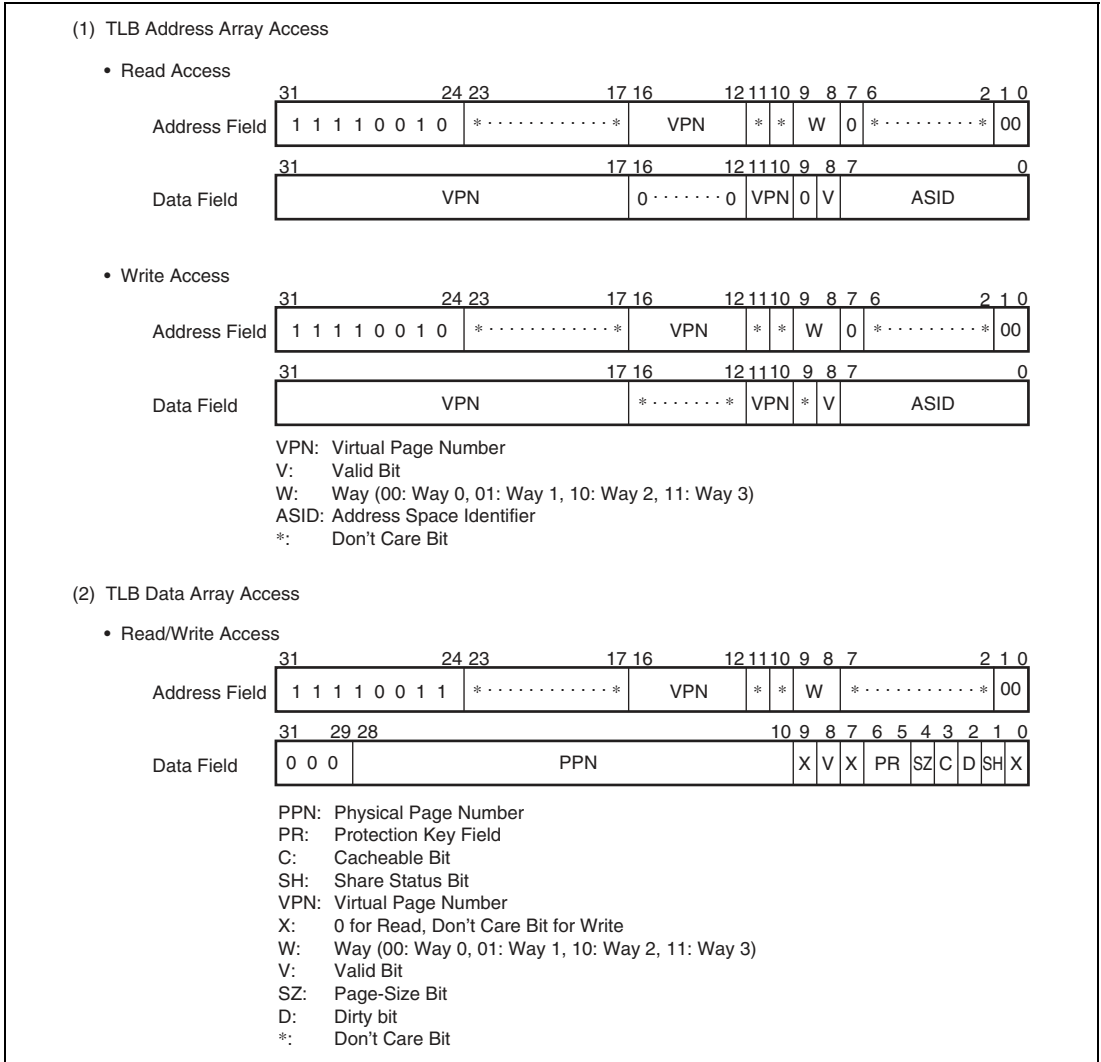 (1) TLB Address Array Access
• Read Access
31 24 23 17 16 12 11 10 9 8 7 6 2 1 0
Address Field 1 1 1 1 0 0 1 0 *············* VPN * * W 0 *·········* 00
31 17 16 12 11 10 9 8 7 0
Data Field VPN 0·······0 VPN 0 V ASID
• Write Access
31 24 23 17 16 12 11 10 9 8 7 6 2 1 0
Address Field 1 1 1 1 0 0 1 0 *············* VPN * * W 0 *·········* 00
31 17 16 12 11 10 9 8 7 0
Data Field VPN *·······* VPN * V ASID
VPN: Virtual Page Number
V: Valid Bit
W: Way (00: Way 0, 01: Way 1, 10: Way 2, 11: Way 3)
ASID: Address Space Identifier
*: Don't Care Bit
(2) TLB Data Array Access
• Read/Write Access
31 24 23 17 16 12 11 10 9 8 7 2 1 0
Address Field 1 1 1 1 0 0 1 1 *············* VPN * * W *···········* 00
31 29 28 10 9 8 7 6 5 4 3 2 1 0
Data Field 0 0 0 PPN X V X PR SZ C D SH X
PPN: Physical Page Number
PR: Protection Key Field
C: Cacheable Bit
SH: Share Status Bit
VPN: Virtual Page Number
X: 0 for Read, Don't Care Bit for Write
W: Way (00: Way 0, 01: Way 1, 10: Way 2, 11: Way 3)
V: Valid Bit
SZ: Page-Size Bit
D: Dirty bit
*: Don't Care Bit